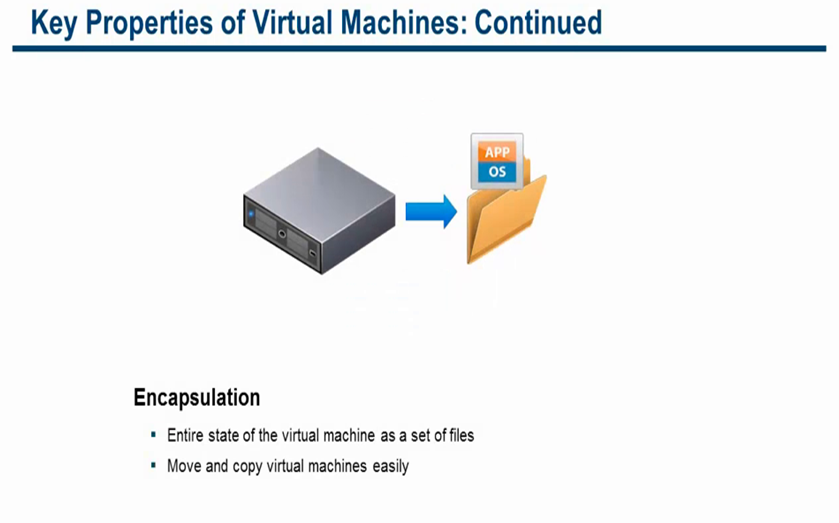 Key Properties of Virtual Machines: Continued
APP
OS
Encapsulation
▪ Entire state of the virtual machine as a set of files
▪ Move and copy virtual machines easily